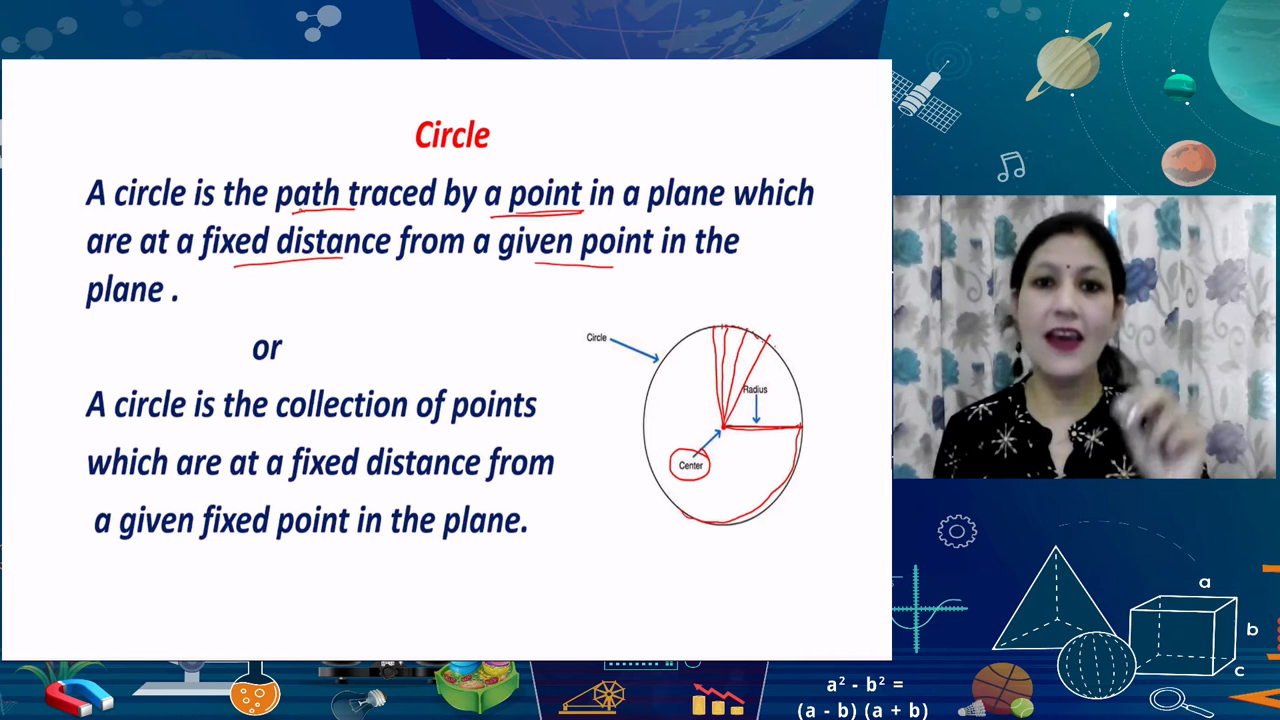 Circle
A circle is the path traced by a point in a plane which
are at a fixed distance from a given point in the
plane .
or
A circle is the collection of points
which are at a fixed distance from
a given fixed point in the plane.
Circle
Radius
Center
a
b
c
a² - b² =
(a - b) (a + b)